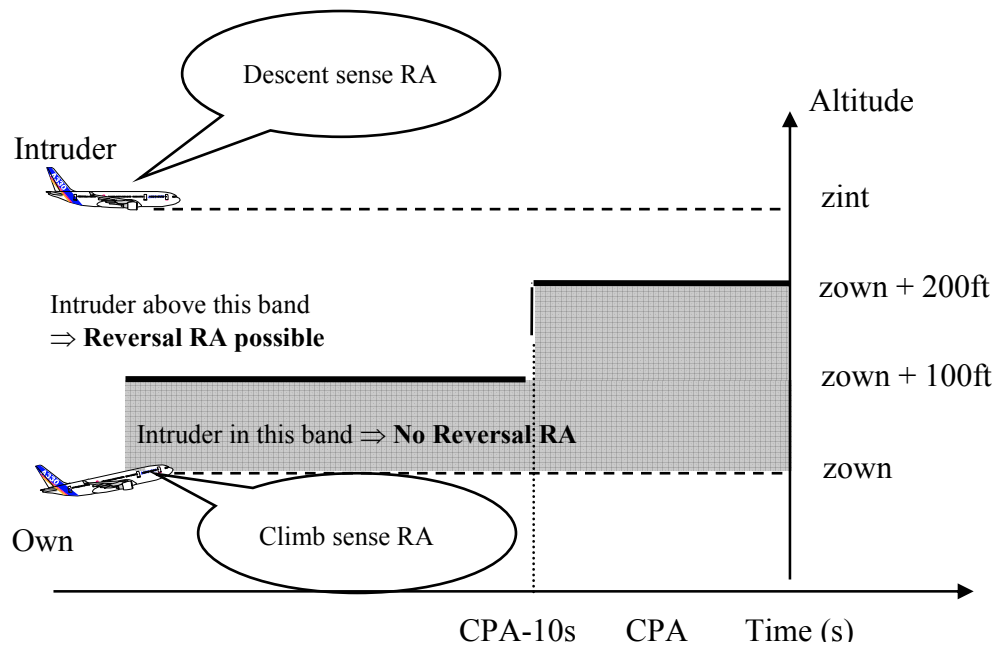 Descent sense RA
Altitude
Intruder
zint
zown + 200ft
Intruder above this band
⇒ Reversal RA possible
zown + 100ft
Intruder in this band ⇒ No Reversal RA
zown
Climb sense RA
Own
CPA-10s CPA Time (s)